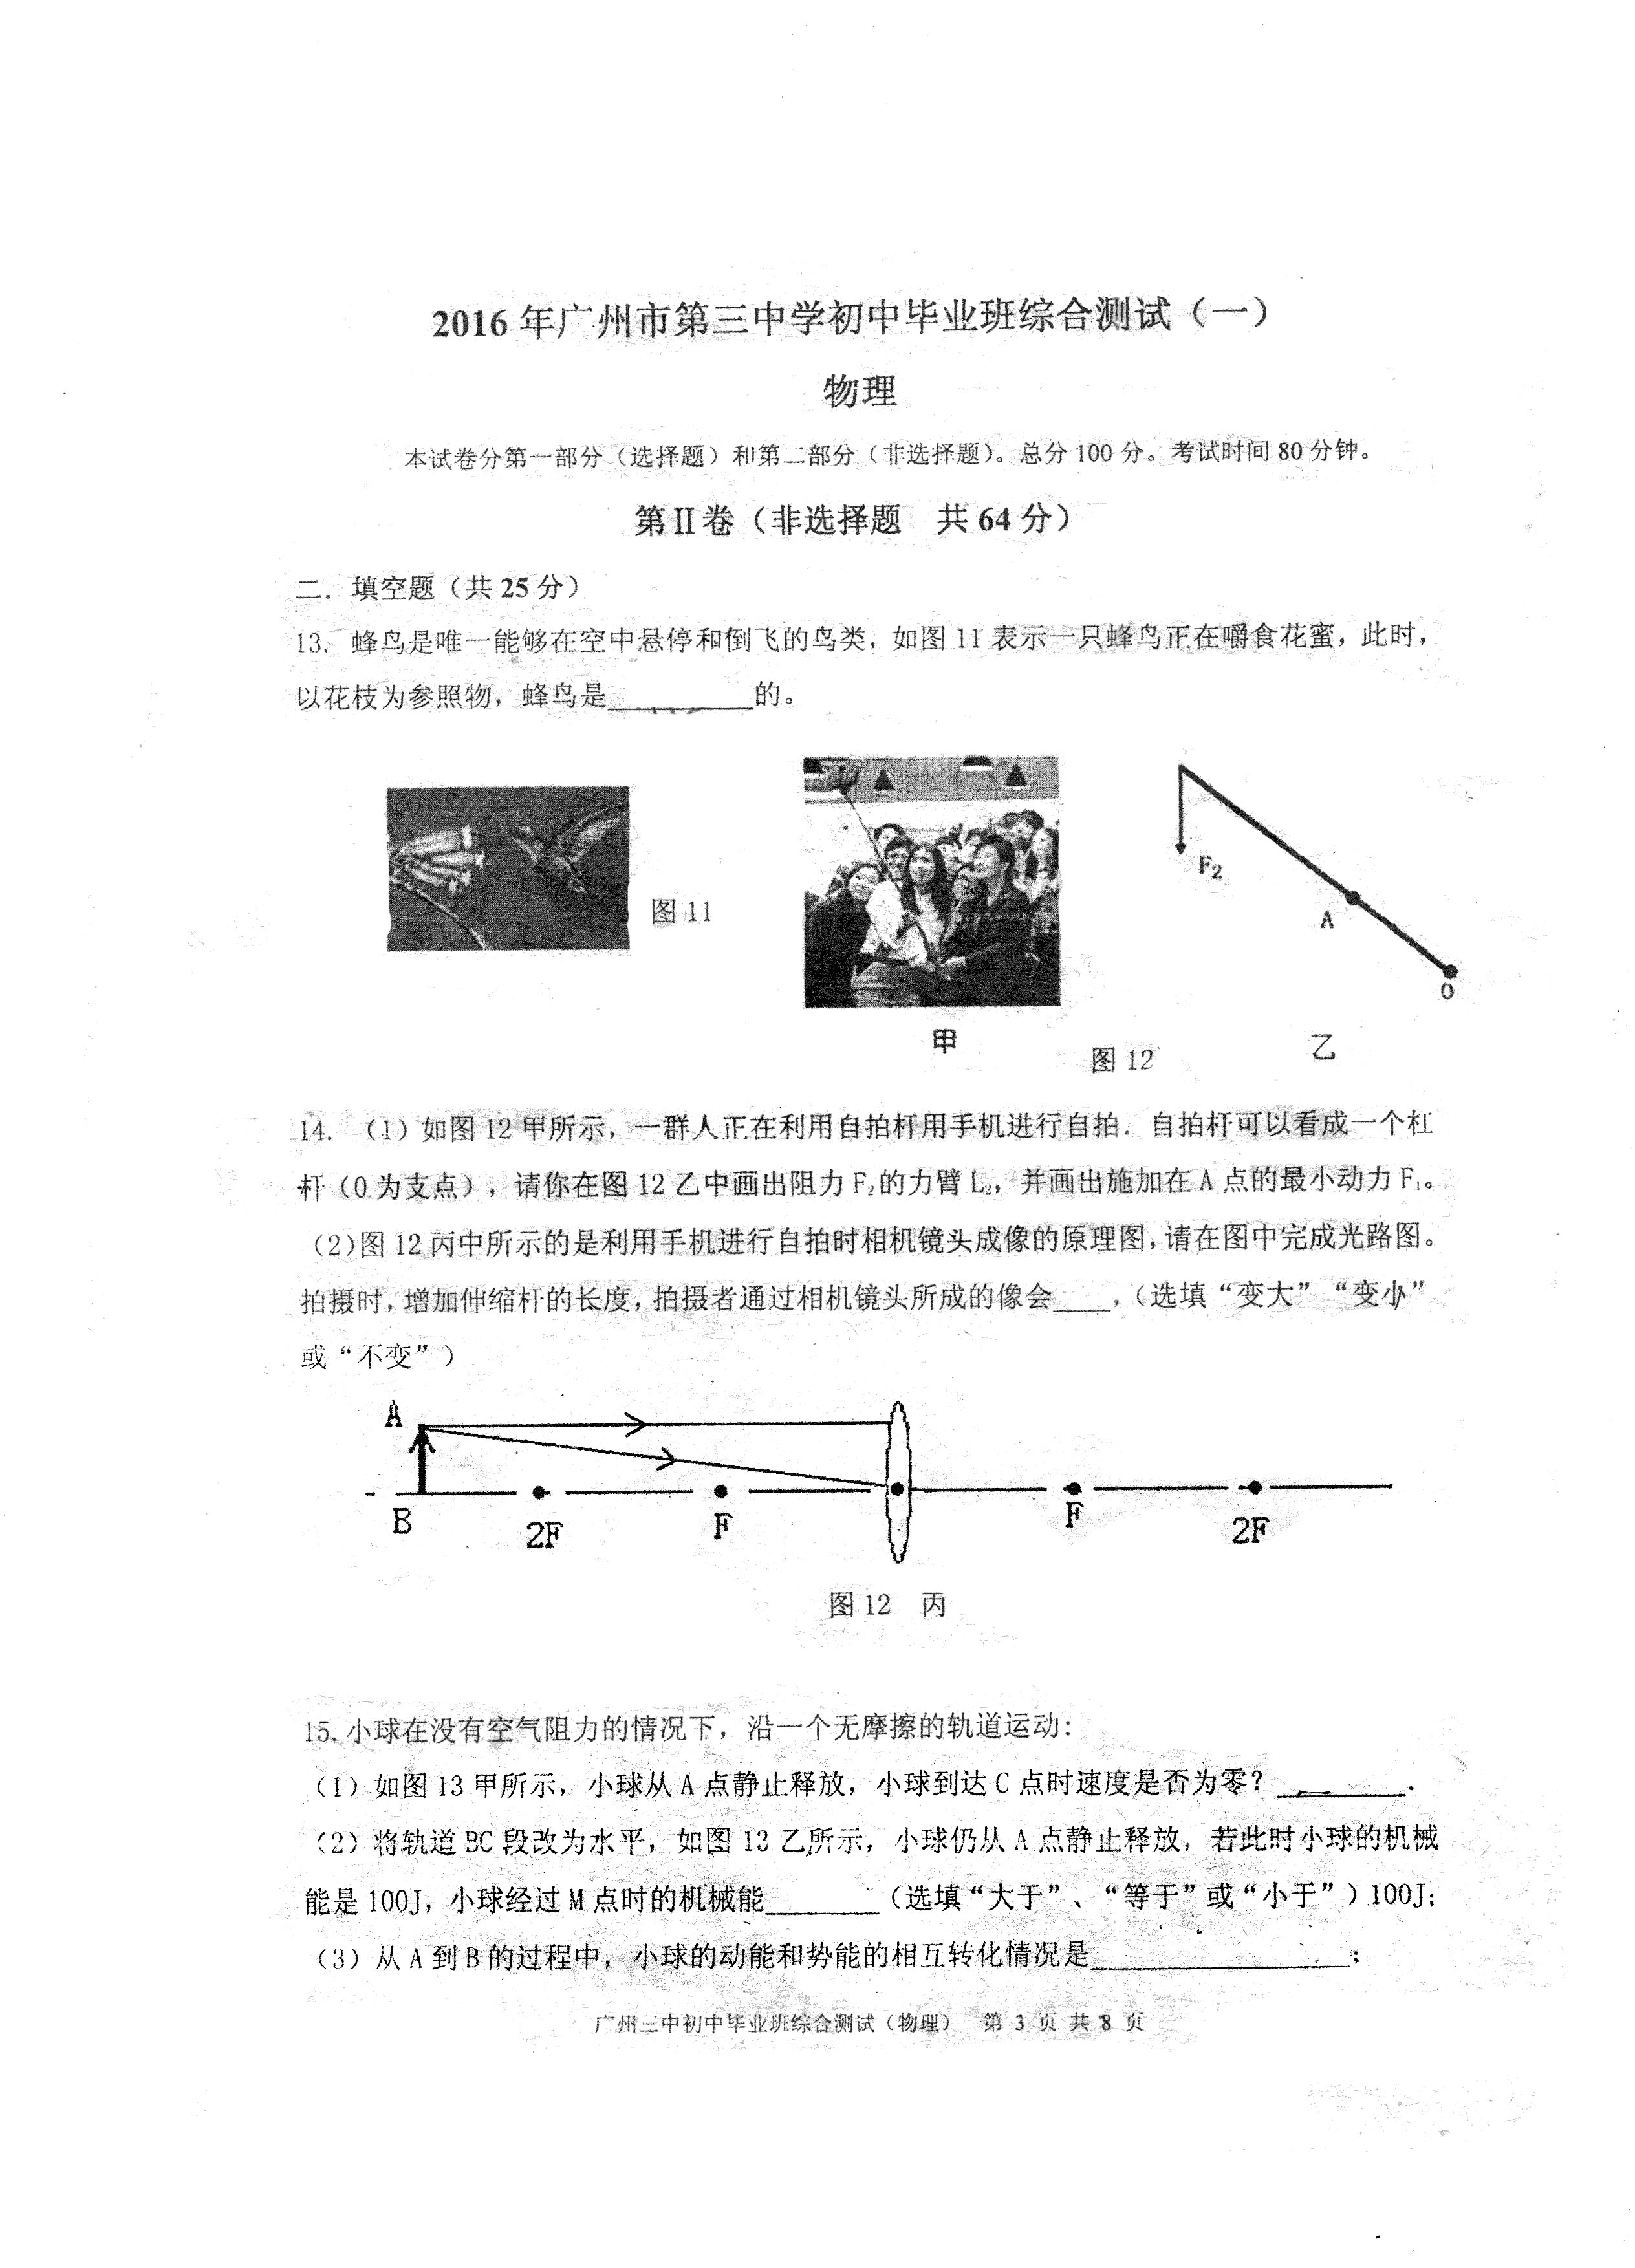 2016年广州市第三中学初中毕业班综合测试（一）
物理
本试卷分第一部分（选择题）和第二部分（非选择题）。总分100分。考试时间80分钟。
第Ⅱ卷（非选择题 共64分）
二．填空题（共25分）
13. 蜂鸟是唯一能够在空中悬停和倒飞的鸟类，如图11表示一只蜂鸟正在嚼食花蜜，此时，
以花枝为参照物，蜂鸟是__________的。
图11
F2
A
O
甲
图12
乙
14. （1）如图12甲所示，一群人正在利用自拍杆用手机进行自拍．自拍杆可以看成一个杠
杆（O为支点），请你在图12乙中画出阻力F₂的力臂L₂，并画出施加在A点的最小动力F₁。
（2）图12丙中所示的是利用手机进行自拍时相机镜头成像的原理图，请在图中完成光路图。
拍摄时，增加伸缩杆的长度，拍摄者通过相机镜头所成的像会____，（选填“变大”“变小”
或“不变”）
A
B
2F
F
F
2F
图12 丙
15.小球在没有空气阻力的情况下，沿一个无摩擦的轨道运动：
（1）如图13甲所示，小球从A点静止释放，小球到达C点时速度是否为零？_________．
（2）将轨道BC段改为水平，如图13乙所示，小球仍从A点静止释放，若此时小球的机械
能是100J，小球经过M点时的机械能________（选填“大于”、“等于”或“小于”）100J；
（3）从A到B的过程中，小球的动能和势能的相互转化情况是__________________；
广州三中初中毕业班综合测试（物理） 第 3 页 共 8 页